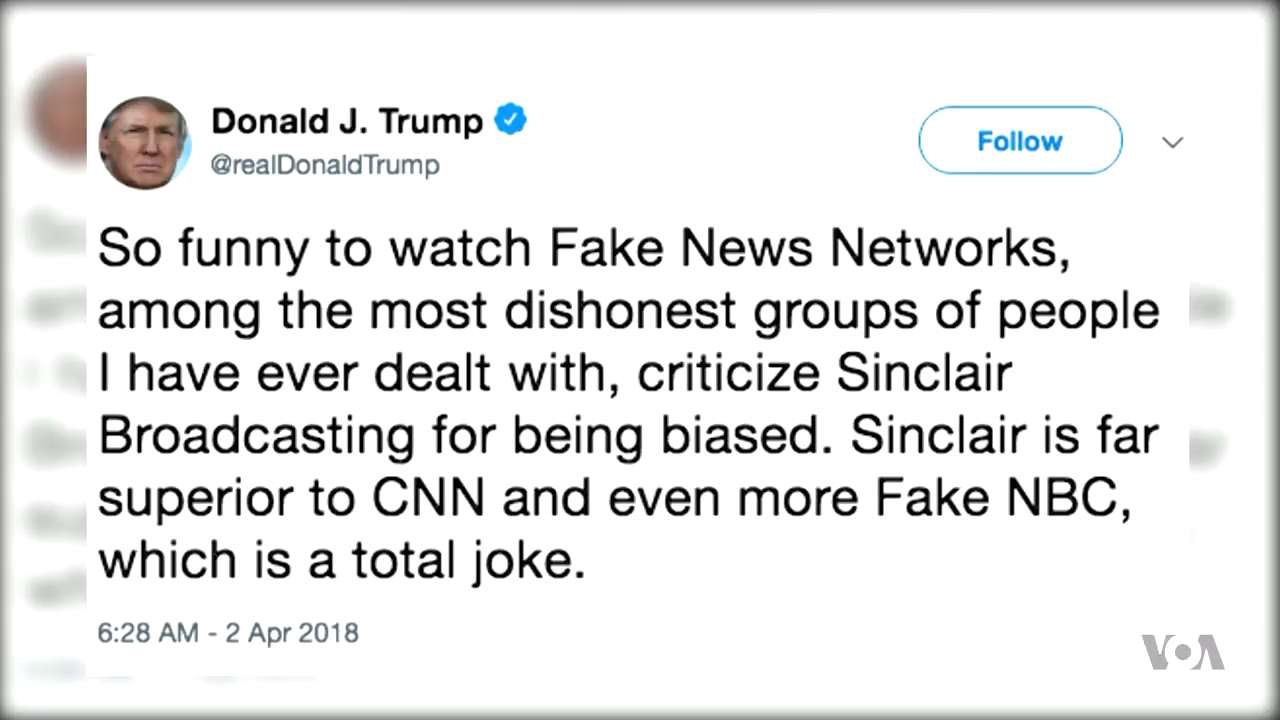 Donald J. Trump
@realDonaldTrump
Follow
So funny to watch Fake News Networks,
among the most dishonest groups of people
I have ever dealt with, criticize Sinclair
Broadcasting for being biased. Sinclair is far
superior to CNN and even more Fake NBC,
which is a total joke.
6:28 AM - 2 Apr 2018
VOA